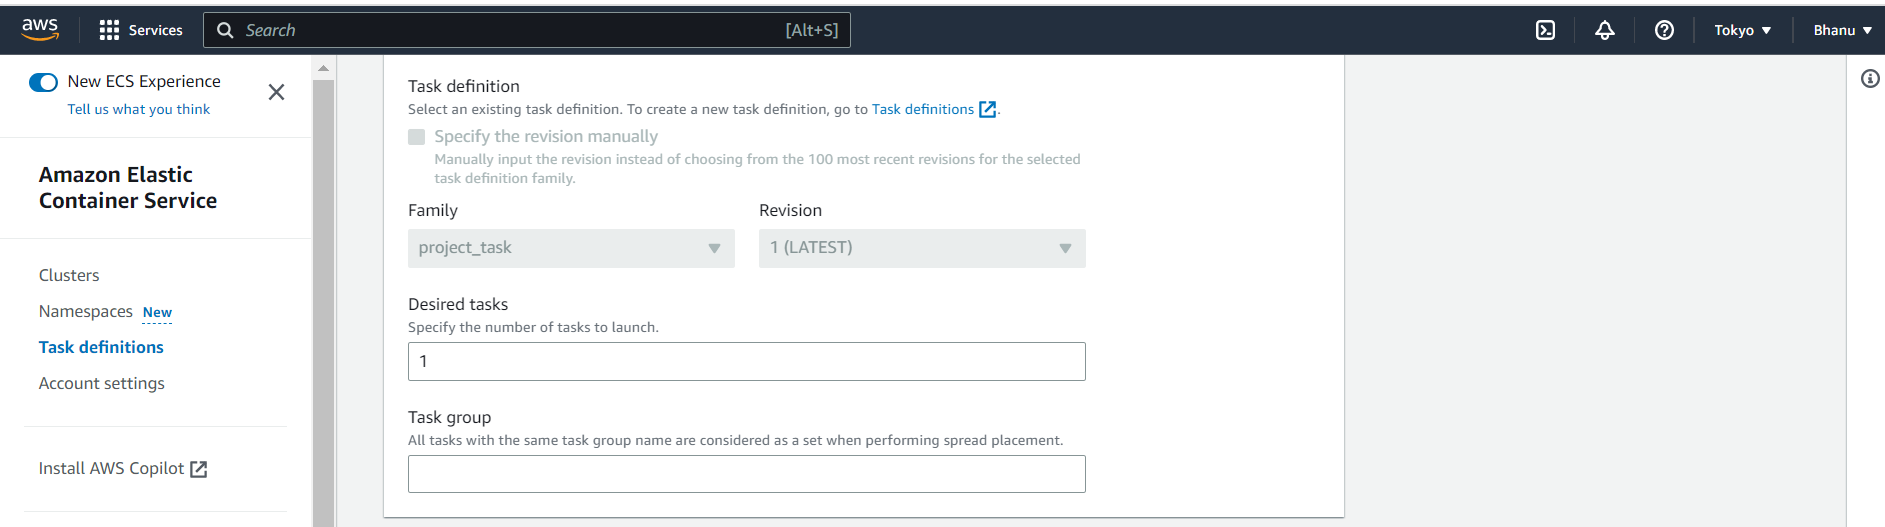 aws
Services
Search
[Alt+S]
Tokyo
Bhanu
New ECS Experience
Tell us what you think
Amazon Elastic
Container Service
Clusters
Namespaces New
Task definitions
Account settings
Install AWS Copilot
Task definition
Select an existing task definition. To create a new task definition, go to Task definitions.
Specify the revision manually
Manually input the revision instead of choosing from the 100 most recent revisions for the selected
task definition family.
Family
Revision
project_task
1 (LATEST)
Desired tasks
Specify the number of tasks to launch.
1
Task group
All tasks with the same task group name are considered as a set when performing spread placement.